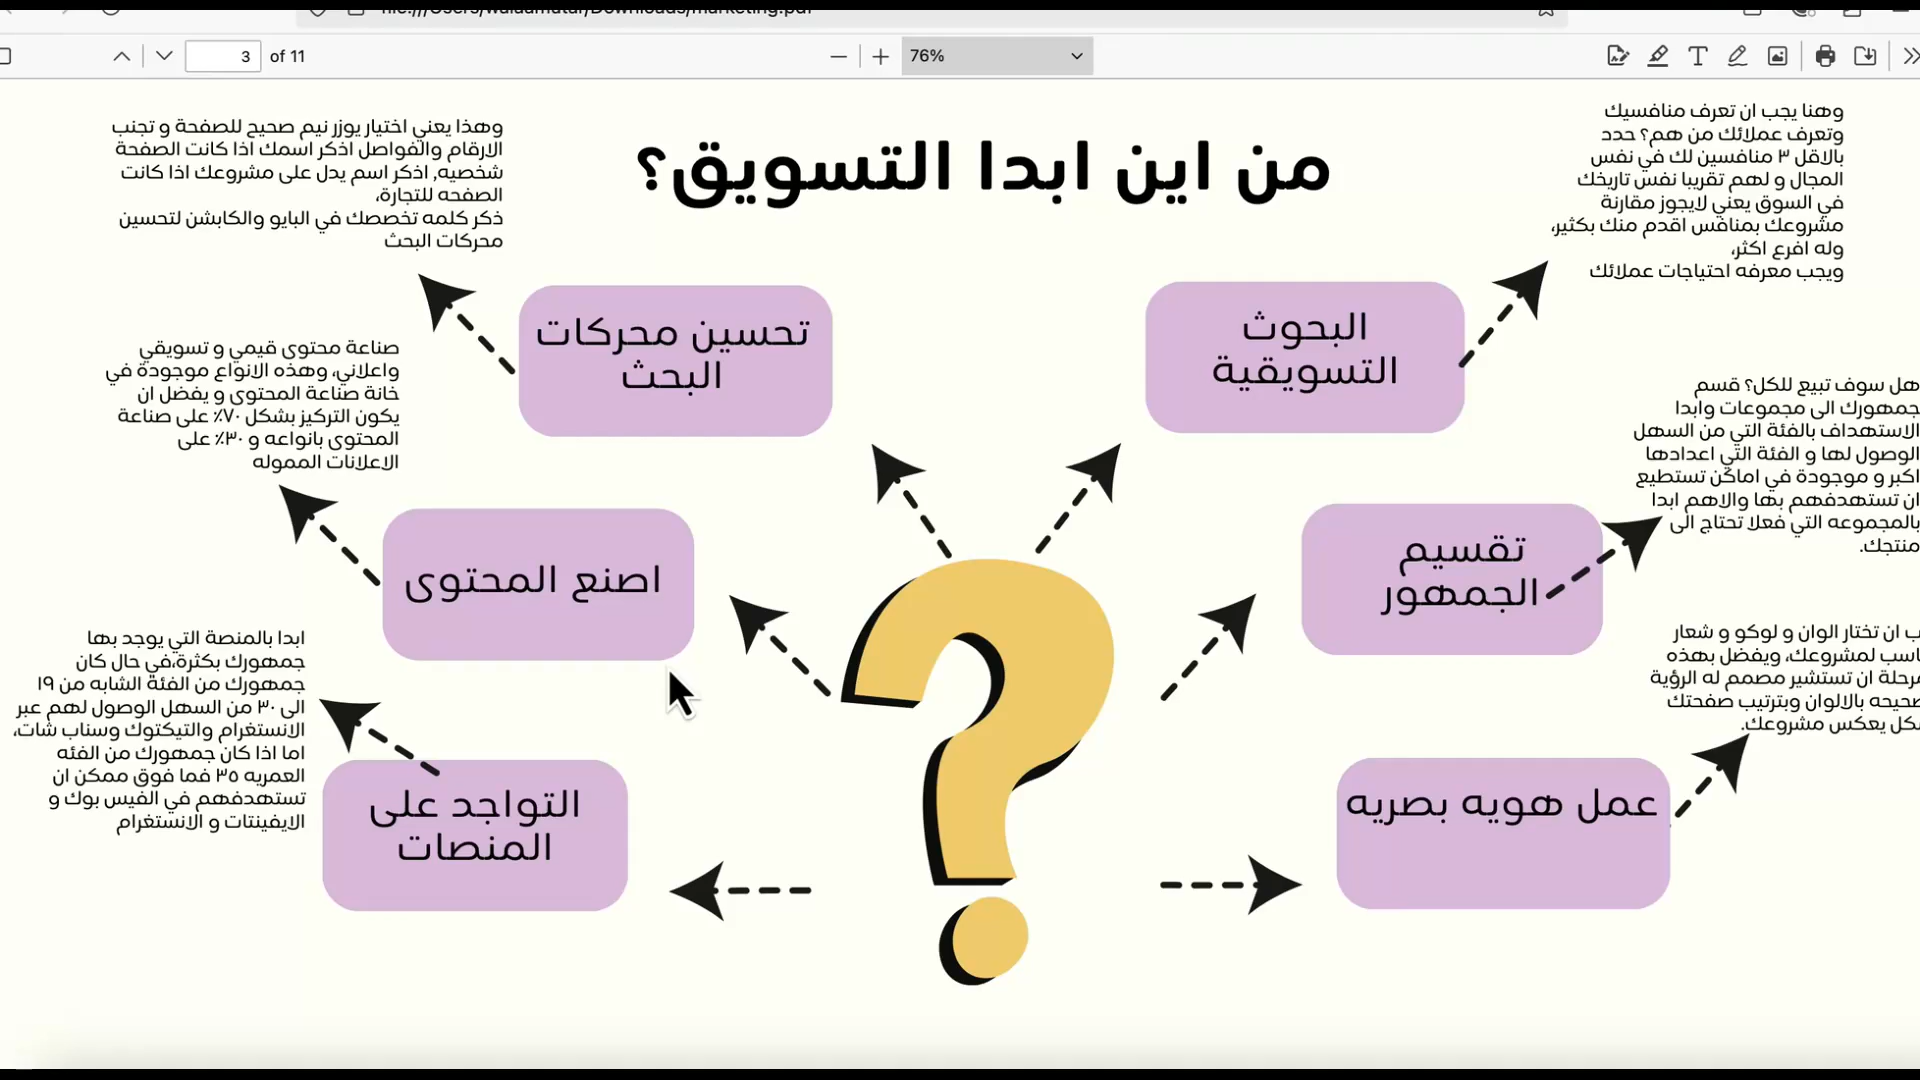 3 of 11
76%
من اين ابدا التسويق؟
وهنا يجب ان تعرف منافسيك
وتعرف عملائك من هم؟ حدد
بالاقل ٣ منافسين لك في نفس
المجال و لهم تقريبا نفس تاريخك
في السوق يعني لايجوز مقارنة
مشروعك بمنافس اقدم منك بكثير،
وله افرع اكثر،
ويجب معرفه احتياجات عملائك
البحوث
التسويقية
هل سوف تبيع للكل؟ قسم
جمهورك الى مجموعات وابدا
الاستهداف بالفئة التي من السهل
الوصول لها و الفئة التي اعدادها
اكبر و موجودة في اماكن تستطيع
ان تستهدفهم بها والاهم ابدا
بالمجموعه التي فعلا تحتاج الى
منتجك.
تقسيم
الجمهور
ان تختار الوان و لوكو و شعار
لمشروعك، ويفضل بهذه
ان تستشير مصمم له الرؤية
بالالوان وبترتيب صفحتك
يعكس مشروعك.
عمل هويه بصريه
وهذا يعني اختيار يوزر نيم صحيح للصفحة و تجنب
الارقام والفواصل اذكر اسمك اذا كانت الصفحة
شخصيه, اذكر اسم يدل على مشروعك اذا كانت
الصفحه للتجارة،
ذكر كلمه تخصصك في البايو والكابشن لتحسين
محركات البحث
تحسين محركات
البحث
صناعة محتوى قيمي و تسويقي
واعلاني، وهذه الانواع موجودة في
خانة صناعة المحتوى و يفضل ان
يكون التركيز بشكل ٧٠٪ على صناعة
المحتوى بانواعه و ٣٠٪ على
الاعلانات المموله
اصنع المحتوى
ابدا بالمنصة التي يوجد بها
جمهورك بكثرة،في حال كان
جمهورك من الفئة الشابه من ١٩
الى ٣٠ من السهل الوصول لهم عبر
الانستغرام والتيكتوك وسناب شات،
اما اذا كان جمهورك من الفئه
العمريه ٣٥ فما فوق ممكن ان
تستهدفهم في الفيس بوك و
الايفينتات و الانستغرام
التواجد على
المنصات